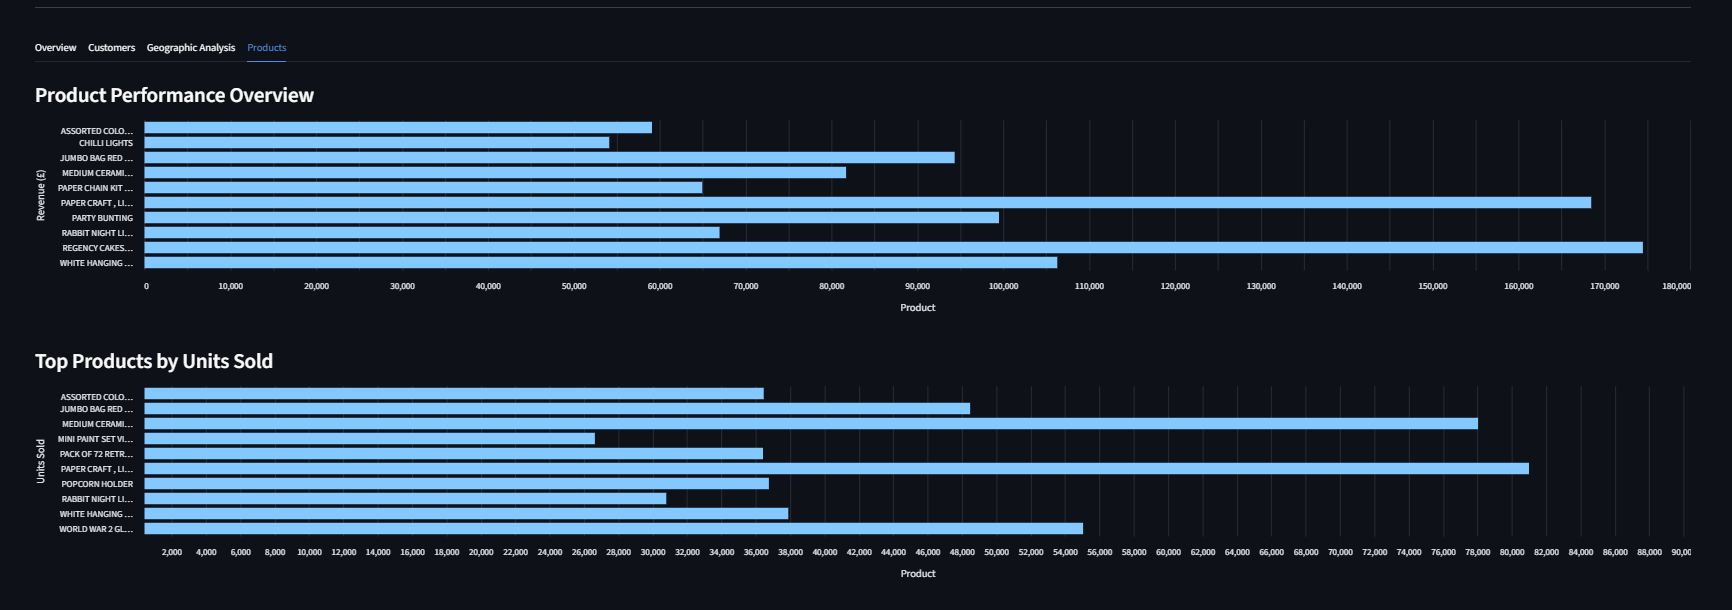 Overview Customers Geographic Analysis Products
Product Performance Overview
Revenue (£)
ASSORTED COLO…
CHILLI LIGHTS
JUMBO BAG RED …
MEDIUM CERAMI…
PAPER CHAIN KIT …
PAPER CRAFT , LI…
PARTY BUNTING
RABBIT NIGHT LI…
REGENCY CAKES…
WHITE HANGING …
0 10,000 20,000 30,000 40,000 50,000 60,000 70,000 80,000 90,000 100,000 110,000 120,000 130,000 140,000 150,000 160,000 170,000 180,000
Product
Top Products by Units Sold
Units Sold
ASSORTED COLO…
JUMBO BAG RED …
MEDIUM CERAMI…
MINI PAINT SET VI…
PACK OF 72 RETR…
PAPER CRAFT , LI…
POPCORN HOLDER
RABBIT NIGHT LI…
WHITE HANGING …
WORLD WAR 2 GL…
2,000 4,000 6,000 8,000 10,000 12,000 14,000 16,000 18,000 20,000 22,000 24,000 26,000 28,000 30,000 32,000 34,000 36,000 38,000 40,000 42,000 44,000 46,000 48,000 50,000 52,000 54,000 56,000 58,000 60,000 62,000 64,000 66,000 68,000 70,000 72,000 74,000 76,000 78,000 80,000 82,000 84,000 86,000 88,000 90,00
Product